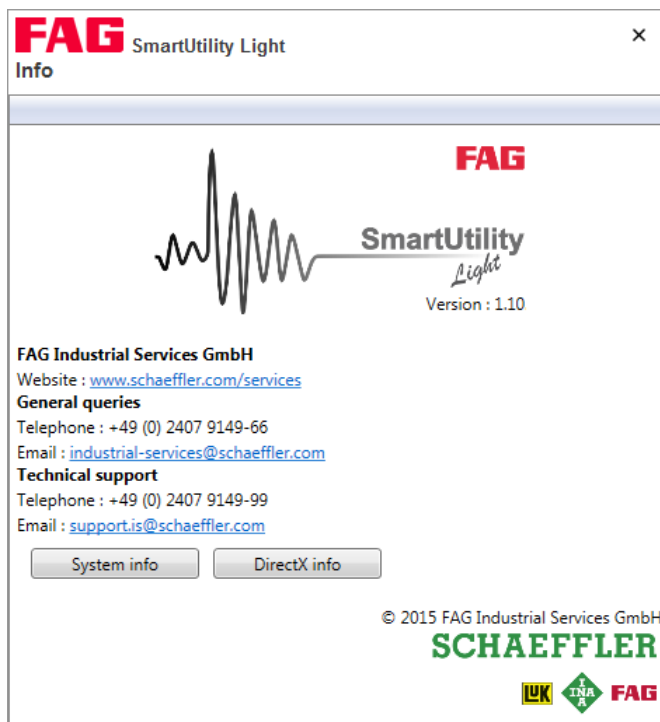 FAG SmartUtility Light
Info
FAG
SmartUtility
Light
Version : 1.10
FAG Industrial Services GmbH
Website : www.schaeffler.com/services
General queries
Telephone : +49 (0) 2407 9149-66
Email : industrial-services@schaeffler.com
Technical support
Telephone : +49 (0) 2407 9149-99
Email : support.is@schaeffler.com
System info DirectX info
© 2015 FAG Industrial Services GmbH
SCHAEFFLER
LUK INA FAG